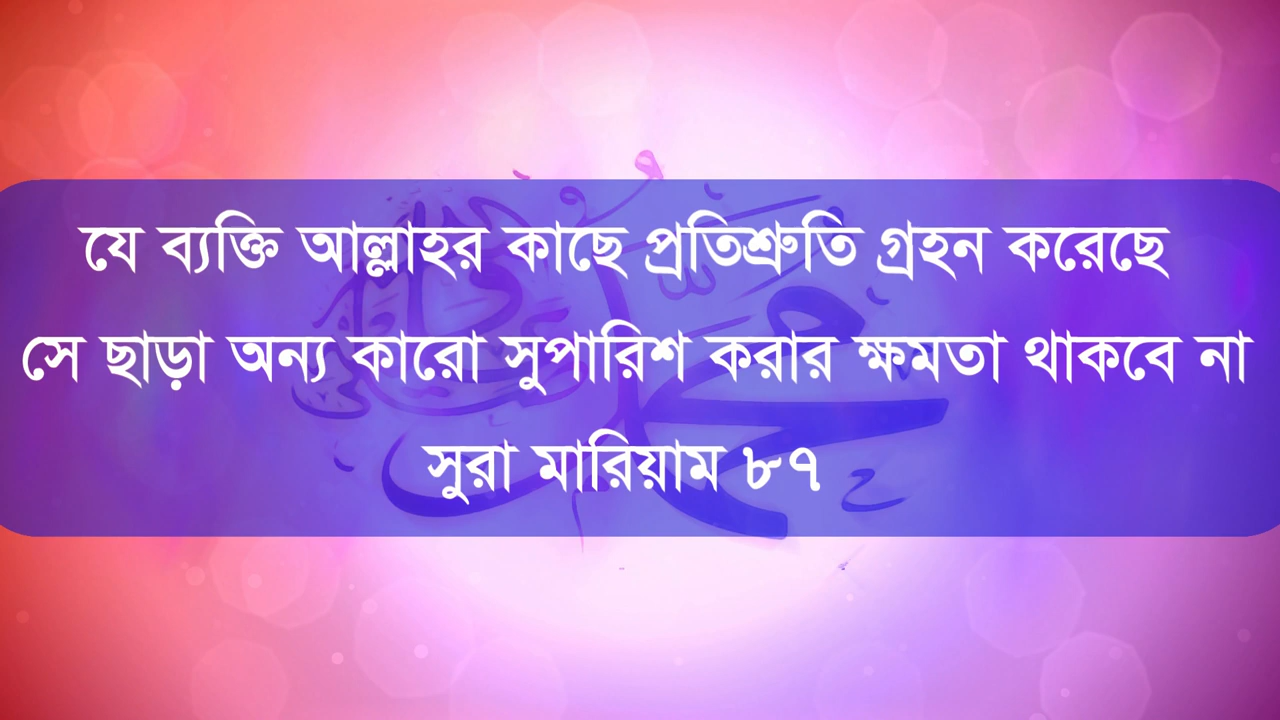 যে ব্যক্তি আল্লাহর কাছে প্রতিশ্রুতি গ্রহন করেছে
সে ছাড়া অন্য কারো সুপারিশ করার ক্ষমতা থাকবে না
সুরা মারিয়াম ৮৭